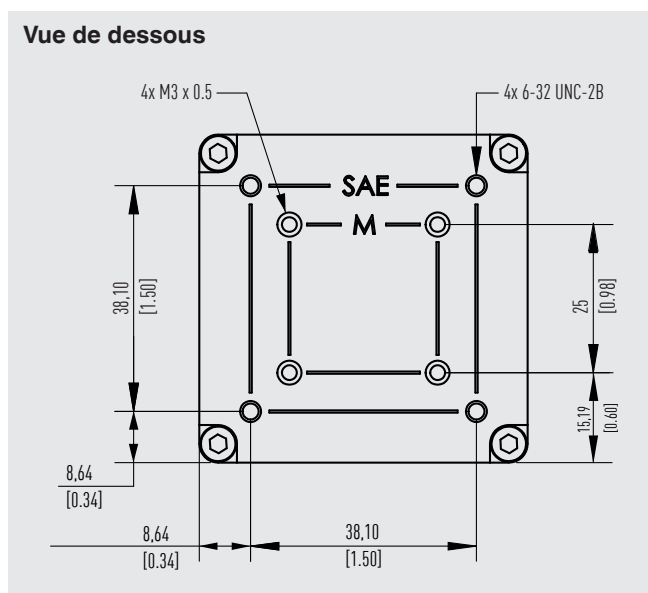 Vue de dessous
4x M3 x 0.5
4x 6-32 UNC-2B
SAE
M
38,10
[1.50]
25
[0.98]
15,19
[0.60]
8,64
[0.34]
8,64
[0.34]
38,10
[1.50]